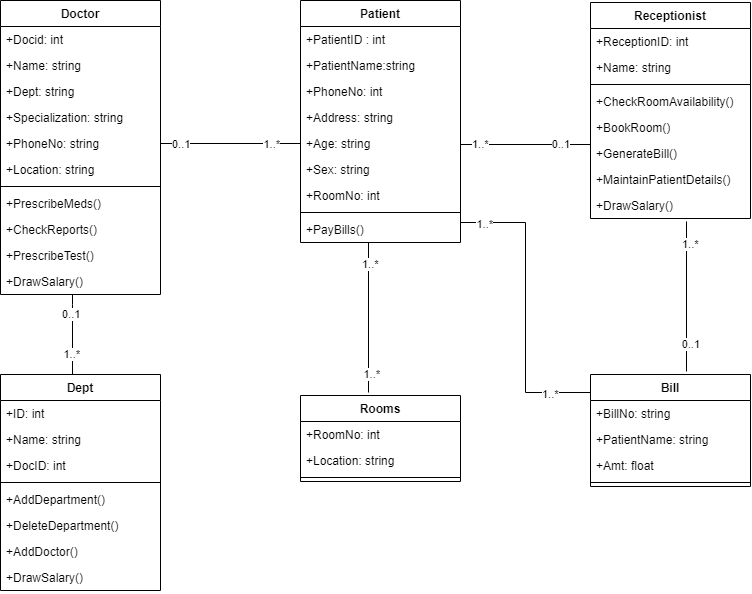 Doctor
+Docid: int
+Name: string
+Dept: string
+Specialization: string
+PhoneNo: string
+Location: string
+PrescribeMeds()
+CheckReports()
+PrescribeTest()
+DrawSalary()
0..1
1..*
Patient
+PatientID : int
+PatientName:string
+PhoneNo: int
+Address: string
+Age: string
+Sex: string
+RoomNo: int
+PayBills()
1..*
0..1
Receptionist
+ReceptionID: int
+Name: string
+CheckRoomAvailability()
+BookRoom()
+GenerateBill()
+MaintainPatientDetails()
+DrawSalary()
1..*
1..*
1..*
0..1
0..1
1..*
1..*
1..*
Dept
+ID: int
+Name: string
+DocID: int
+AddDepartment()
+DeleteDepartment()
+AddDoctor()
+DrawSalary()
Rooms
+RoomNo: int
+Location: string
Bill
+BillNo: string
+PatientName: string
+Amt: float